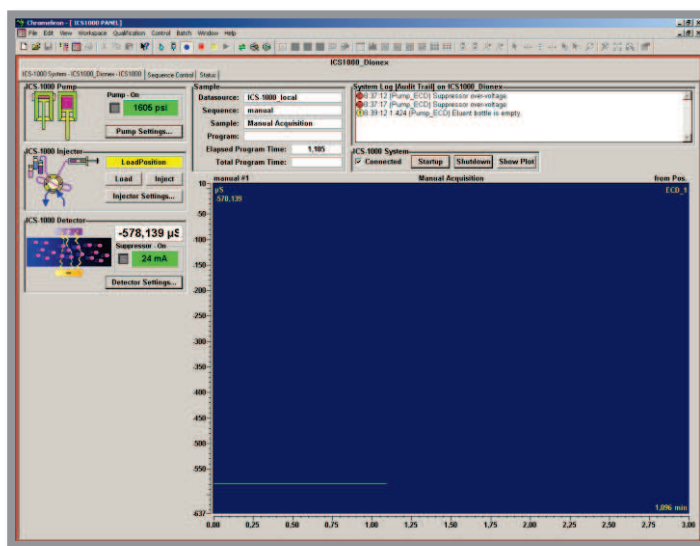 Chromeleon - [ ICS1000 PANEL]
File Edit View Workspace Qualification Control Batch Window Help
ICS1000_Dionex
ICS-1000 System - ICS1000_Dionex - ICS1000 Sequence Control Status
ICS-1000 Pump
Pump - On
1605 psi
Pump Settings...
ICS-1000 Injector
LoadPosition
Load Inject
Injector Settings...
ICS-1000 Detector
-578,139 µS
Suppressor - On
24 mA
Detector Settings...
Sample
Datasource: ICS-1000_local
Sequence: manual
Sample: Manual Acquisition
Program:
Elapsed Program Time: 1,105
Total Program Time:
System Log [Audit Trail] on ICS1000_Dionex
8:37:12 {Pump_ECD} Suppressor over-voltage.
8:37:17 {Pump_ECD} Suppressor over-voltage.
8:39:12 1.424 {Pump_ECD} Eluent bottle is empty.
ICS-1000 System
Connected Startup Shutdown Show Plot
manual #1 Manual Acquisition from Pos.
10
µS ECD_1
-578,139
-50
-100
-150
-200
-250
-300
-350
-400
-450
-500
-550
-637
1,096 min
0,00 0,25 0,50 0,75 1,00 1,25 1,50 1,75 2,00 2,25 2,50 2,75 3,00